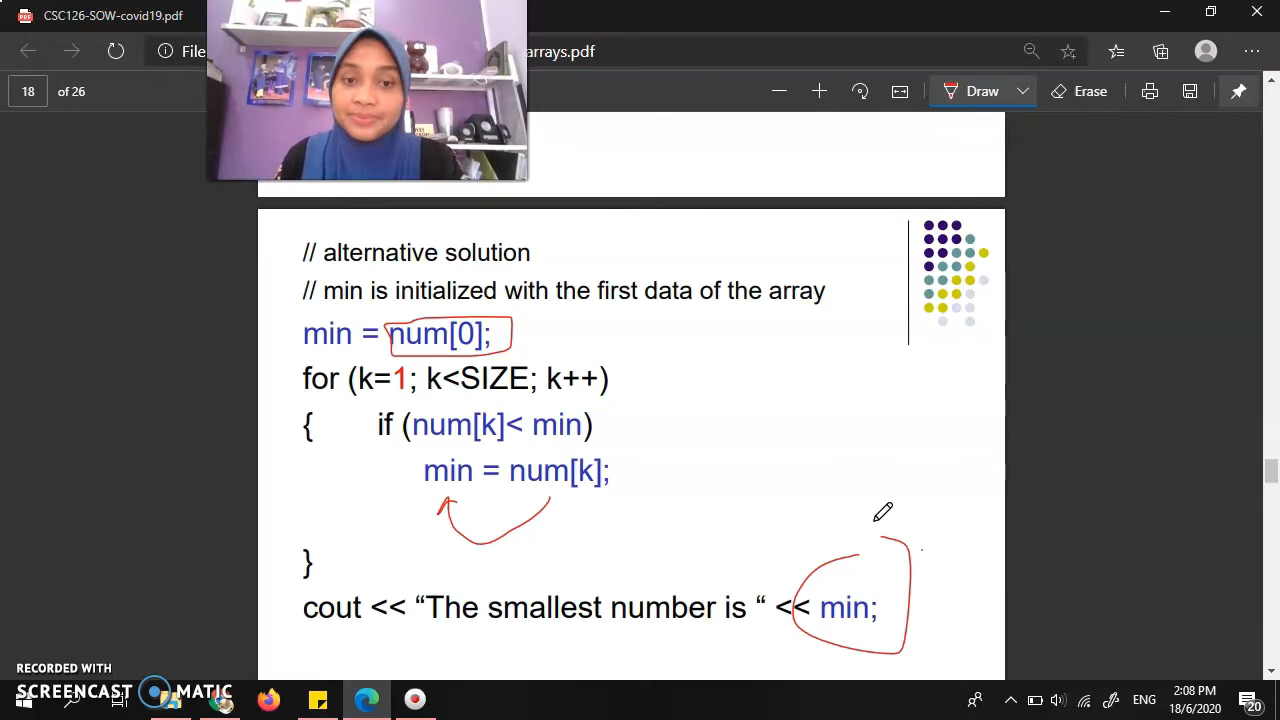 CSC126-SOW-covid19.pdf
File
arrays.pdf
18 of 26
Draw
Erase
// alternative solution
// min is initialized with the first data of the array
min = num[0];
for (k=1; k<SIZE; k++)
{ if (num[k]< min)
min = num[k];
}
cout << “The smallest number is “ << min;
RECORDED WITH
SCREENCAST MATIC
ENG
2:08 PM
18/6/2020
20